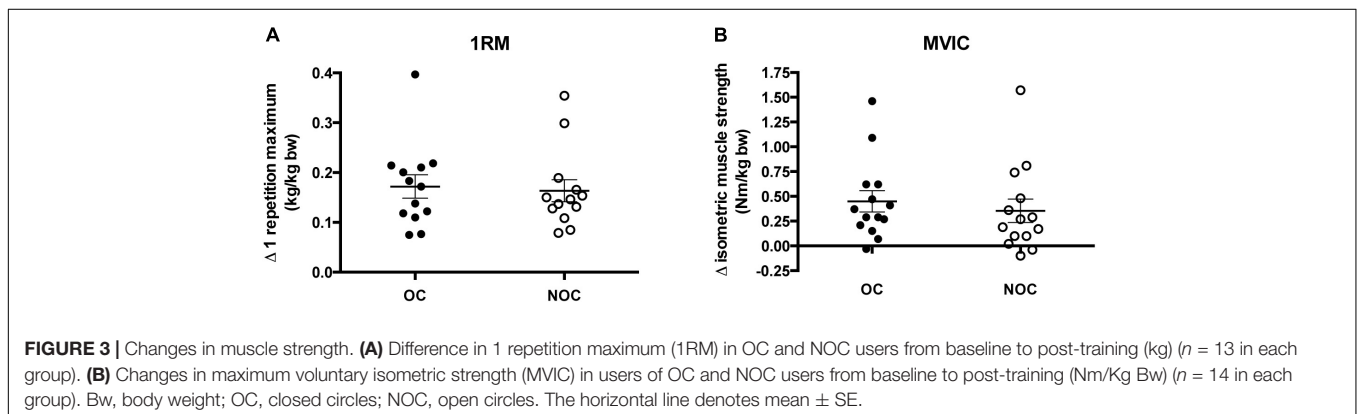 A
1RM
Δ 1 repetition maximum
(kg/kg bw)
0.4
0.3
0.2
0.1
0.0
OC
NOC
B
MVIC
Δ isometric muscle strength
(Nm/kg bw)
1.75
1.50
1.25
1.00
0.75
0.50
0.25
0.00
-0.25
OC
NOC
FIGURE 3 | Changes in muscle strength. (A) Difference in 1 repetition maximum (1RM) in OC and NOC users from baseline to post-training (kg) (n = 13 in each
group). (B) Changes in maximum voluntary isometric strength (MVIC) in users of OC and NOC users from baseline to post-training (Nm/Kg Bw) (n = 14 in each
group). Bw, body weight; OC, closed circles; NOC, open circles. The horizontal line denotes mean ± SE.